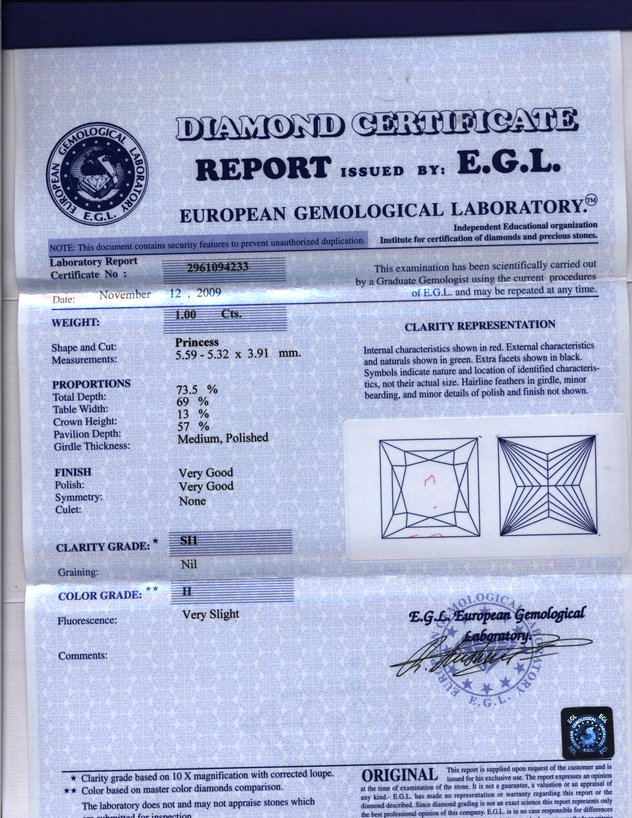 DIAMOND CERTIFICATE
REPORT ISSUED BY: E.G.L.
EUROPEAN GEMOLOGICAL LABORATORY.™
EUROPEAN GEMOLOGICAL LABORATORY
E.G.L.
Independent Educational organization
Institute for certification of diamonds and precious stones.
NOTE: This document contains security features to prevent unauthorized duplication.
Laboratory Report
Certificate No : 2961094233
This examination has been scientifically carried out
by a Graduate Gemologist using the current procedures
of E.G.L. and may be repeated at any time.
Date: November 12 , 2009
WEIGHT: 1.00 Cts.
Shape and Cut: Princess
Measurements: 5.59 - 5.32 x 3.91 mm.
PROPORTIONS
Total Depth: 73.5 %
Table Width: 69 %
Crown Height: 13 %
Pavilion Depth: 57 %
Girdle Thickness: Medium, Polished
FINISH
Polish: Very Good
Symmetry: Very Good
Culet: None
CLARITY GRADE: ★ SI1
Graining: Nil
COLOR GRADE: ★★ H
Fluorescence: Very Slight
Comments:
CLARITY REPRESENTATION
Internal characteristics shown in red. External characteristics
and naturals shown in green. Extra facets shown in black.
Symbols indicate nature and location of identified characteris-
tics, not their actual size. Hairline feathers in girdle, minor
bearding, and minor details of polish and finish not shown.
E.G.L. European Gemological
Laboratory.
E.G.L.
EGL EGL
E.G.L.
★ Clarity grade based on 10 X magnification with corrected loupe.
★★ Color based on master color diamonds comparison.
The laboratory does not and may not appraise stones which
submitted for inspection
ORIGINAL This report is supplied upon request of the customer and is
issued for his exclusive use. The report expresses an opinion
at the time of examination of the stone. It is not a guarantee, a valuation or an appraisal of
any kind.- E.G.L. has made no representation or warranty regarding this report or the
diamond described. Since diamond grading is not an exact science this report represents only
the best professional opinion of this company. E.G.L. is in no case responsible for differences